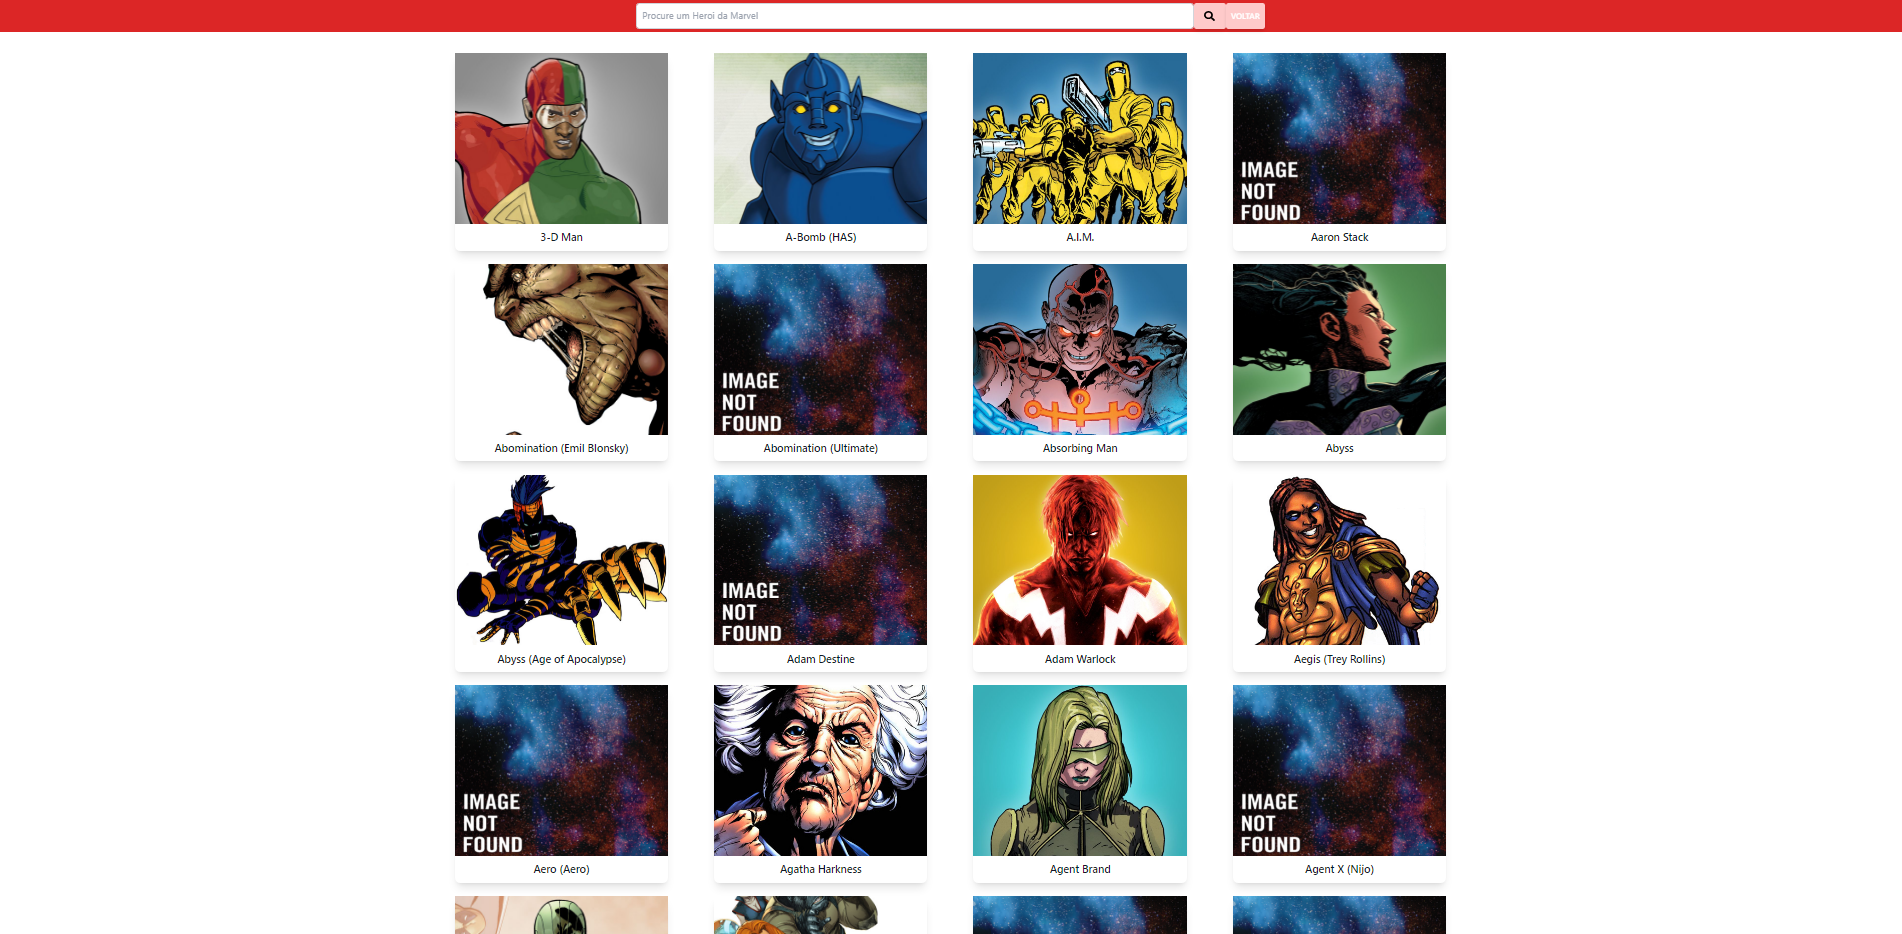 Procure um Heroi da Marvel
VOLTAR
IMAGE
NOT
FOUND
3-D Man
A-Bomb (HAS)
A.I.M.
Aaron Stack
IMAGE
NOT
FOUND
Abomination (Emil Blonsky)
Abomination (Ultimate)
Absorbing Man
Abyss
IMAGE
NOT
FOUND
Abyss (Age of Apocalypse)
Adam Destine
Adam Warlock
Aegis (Trey Rollins)
IMAGE
NOT
FOUND
IMAGE
NOT
FOUND
Aero (Aero)
Agatha Harkness
Agent Brand
Agent X (Nijo)